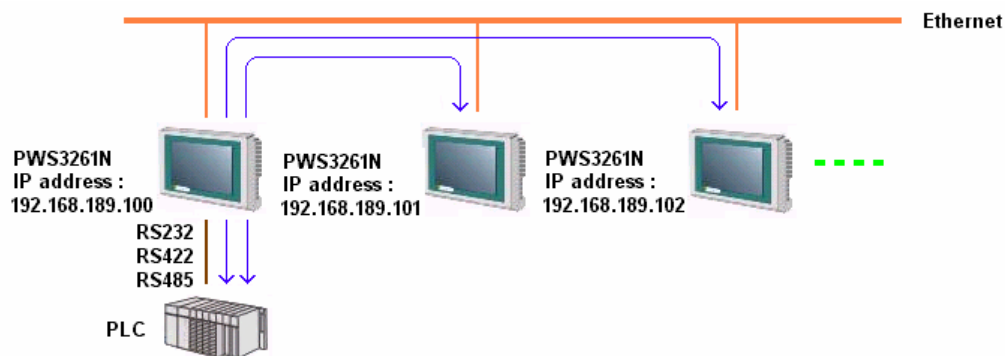 Ethernet
PWS3261N
IP address :
192.168.189.100
PWS3261N
IP address :
192.168.189.101
PWS3261N
IP address :
192.168.189.102
RS232
RS422
RS485
PLC